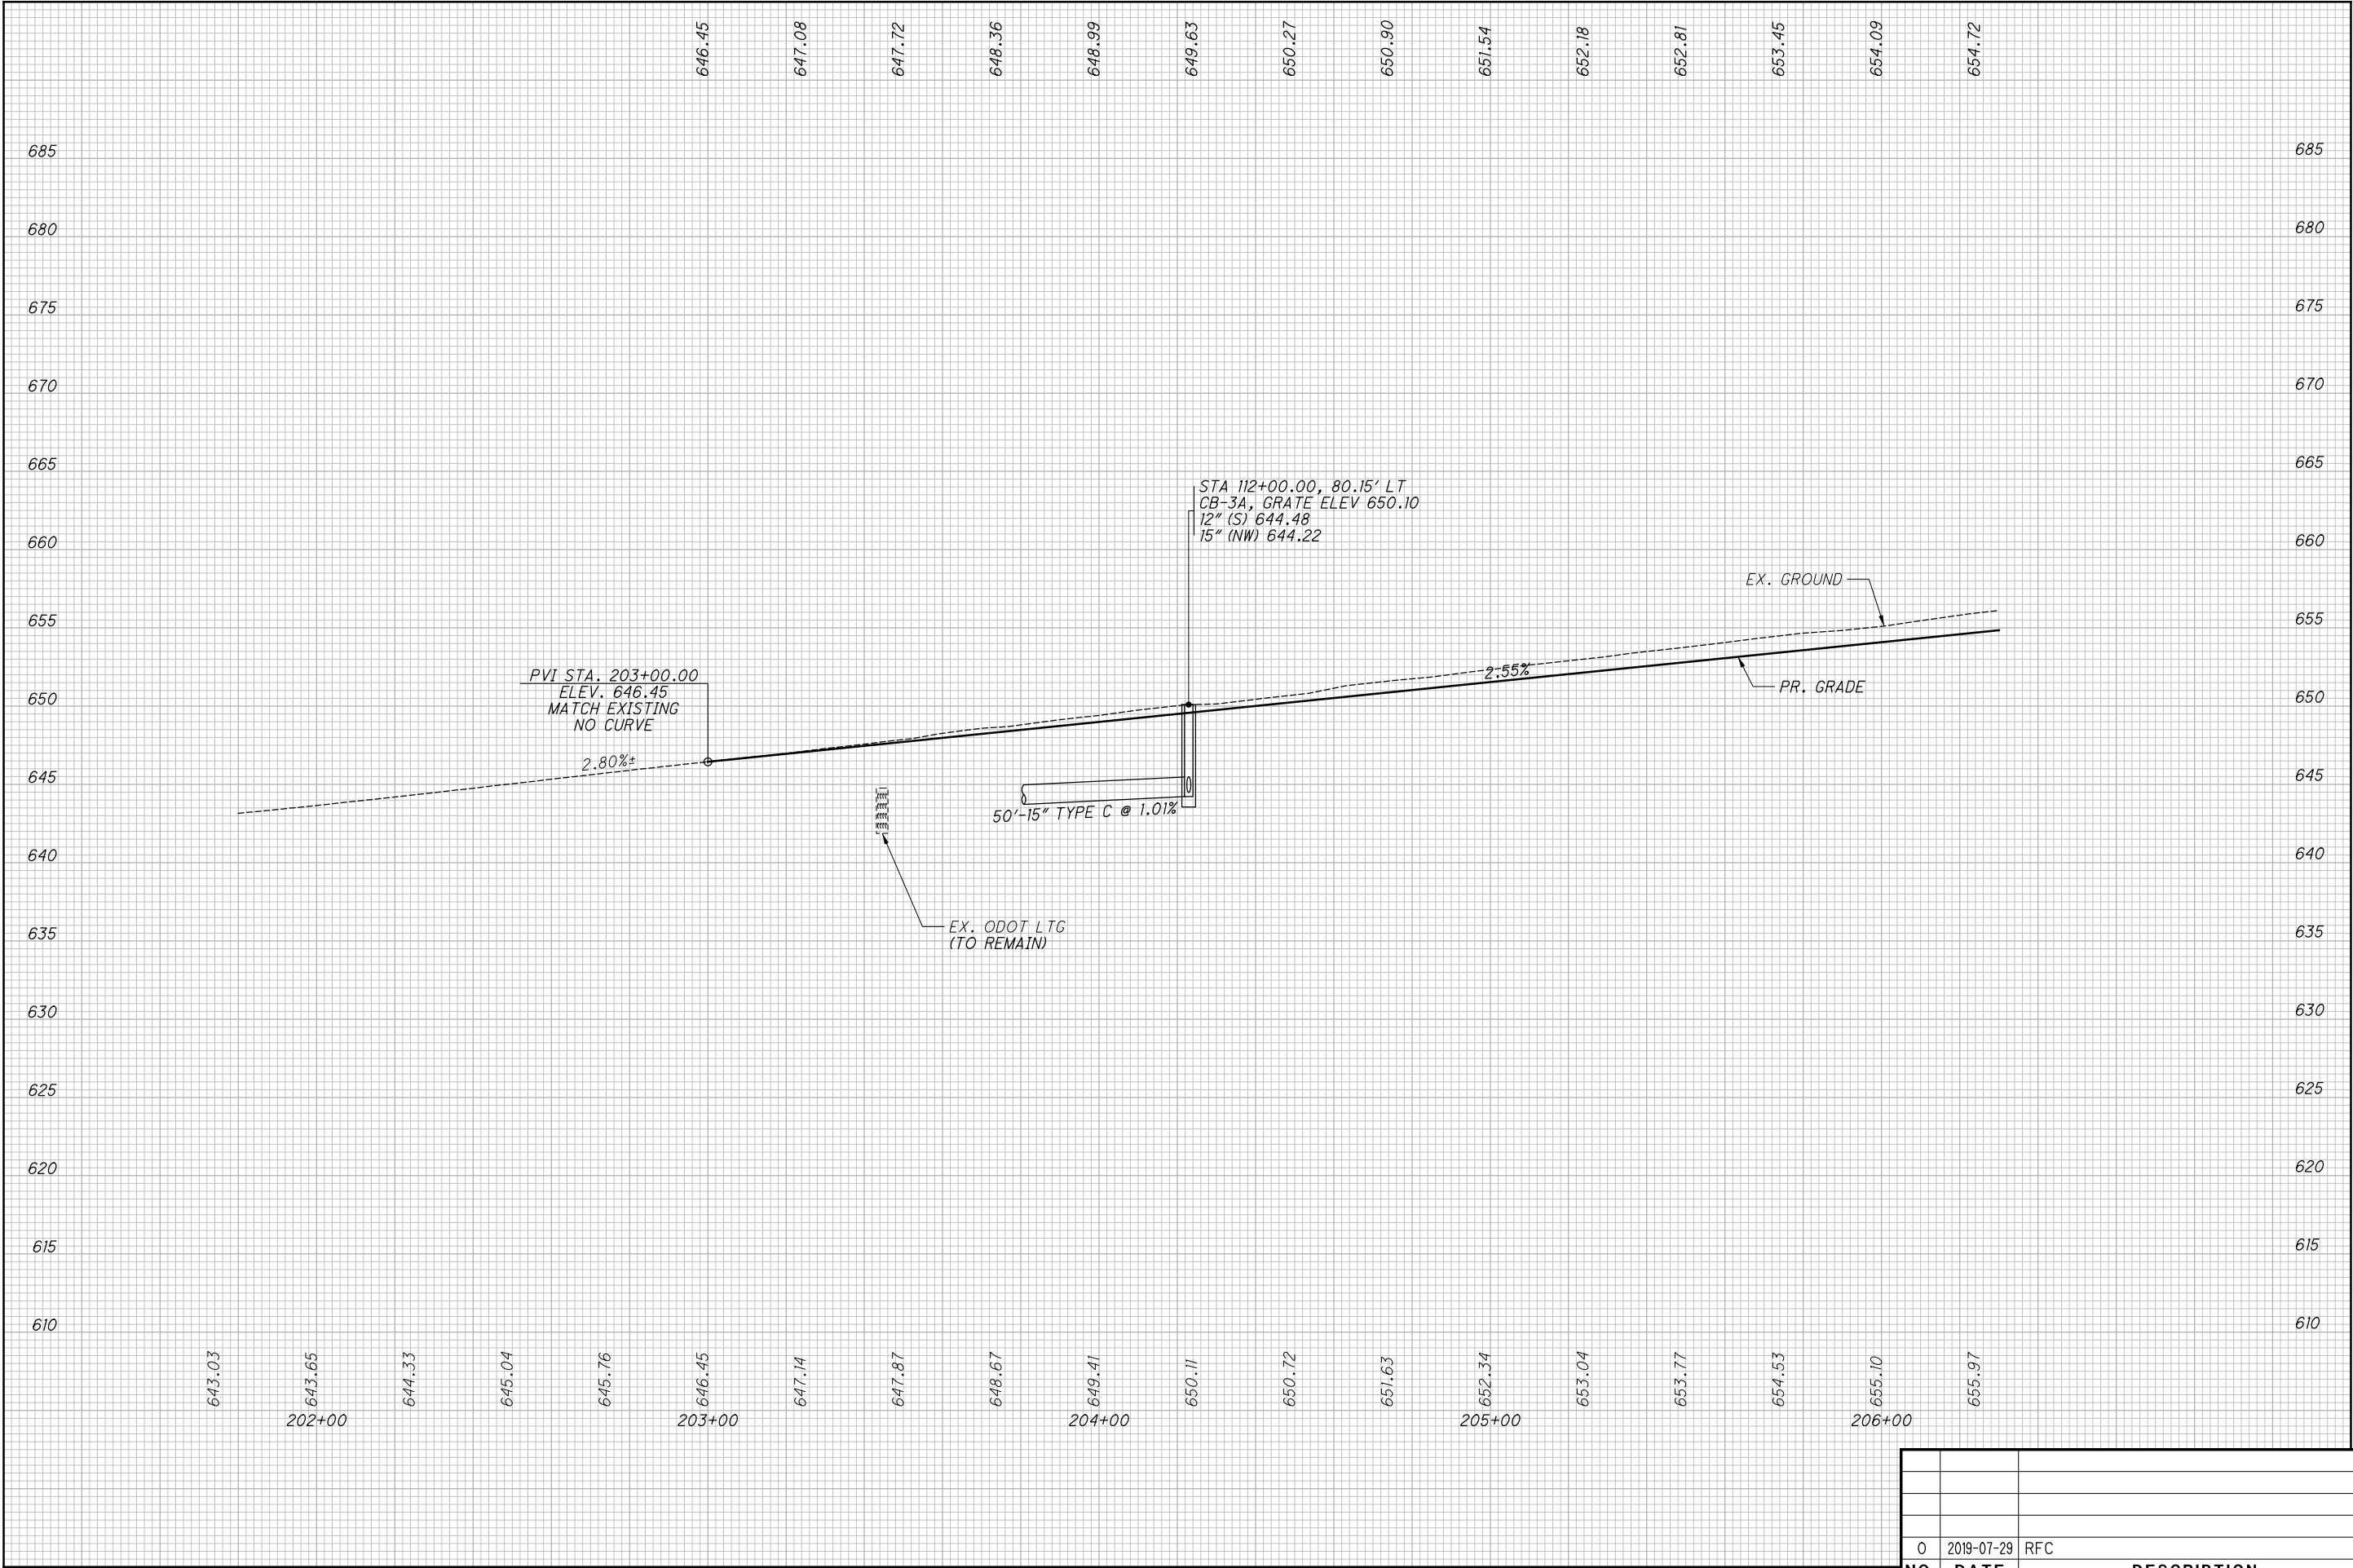 646.45 647.08 647.72 648.36 648.99 649.63 650.27 650.90 651.54 652.18 652.81 653.45 654.09 654.72
685 685
680 680
675 675
670 670
665 665
STA 112+00.00, 80.15' LT
CB-3A, GRATE ELEV 650.10
12" (S) 644.48
15" (NW) 644.22
660 660
EX. GROUND
655 655
PVI STA. 203+00.00
ELEV. 646.45
MATCH EXISTING
NO CURVE
2.55%
PR. GRADE
650 650
2.80%±
645 645
50'-15" TYPE C @ 1.01%
640 640
EX. ODOT LTG
(TO REMAIN)
635 635
630 630
625 625
620 620
615 615
610 610
643.03 643.65 644.33 645.04 645.76 646.45 647.14 647.87 648.67 649.41 650.11 650.72 651.63 652.34 653.04 653.77 654.53 655.10 655.97
202+00 203+00 204+00 205+00 206+00
0 2019-07-29 RFC
NO DATE DESCRIPTION